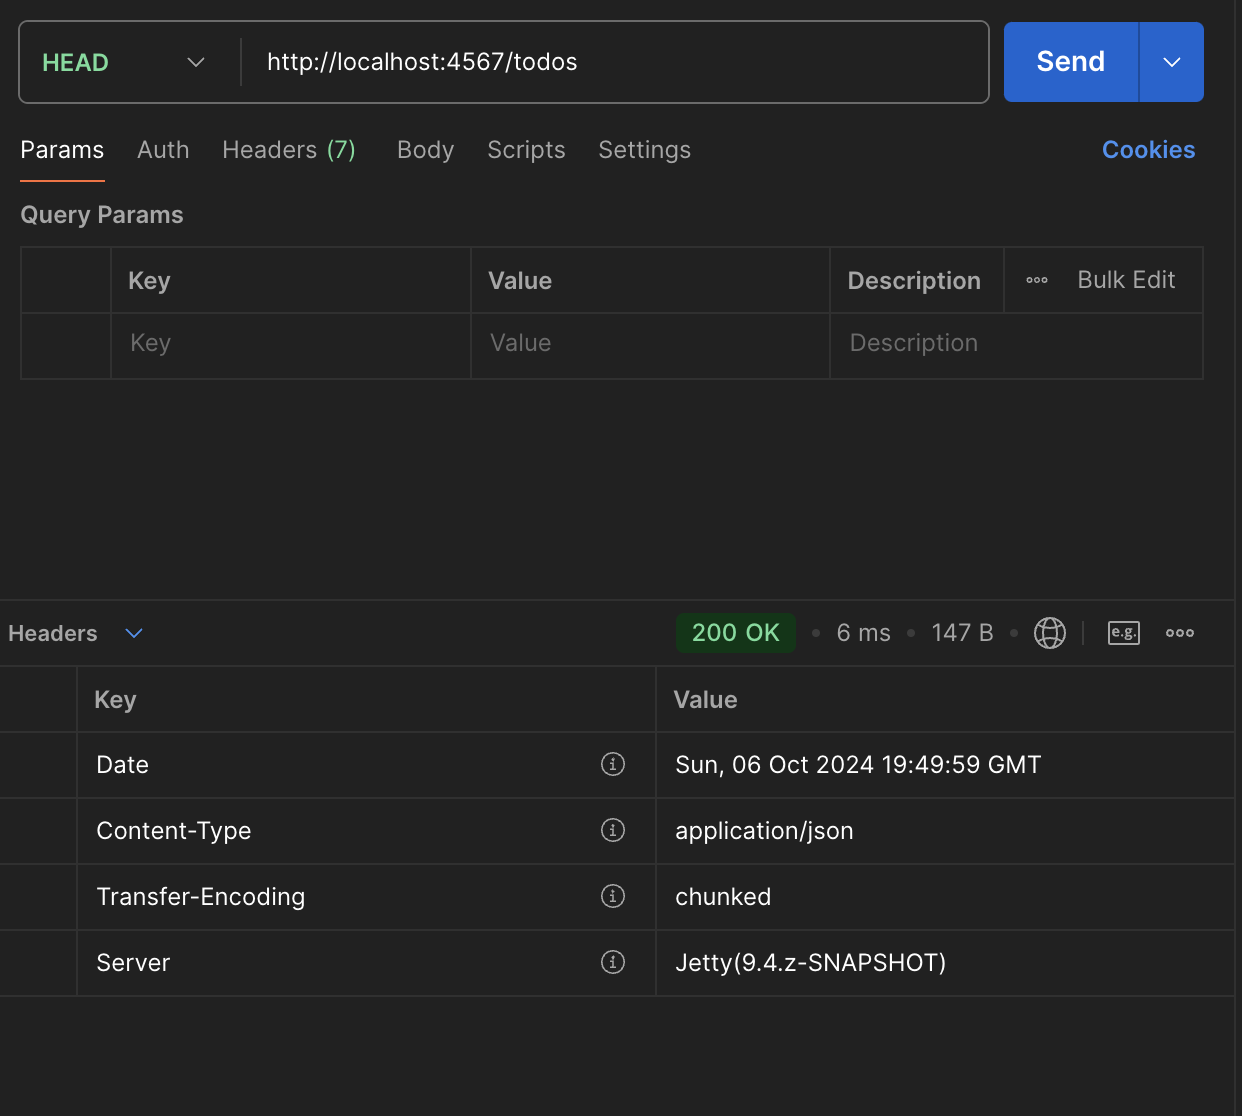 HEAD http://localhost:4567/todos Send
Params Auth Headers (7) Body Scripts Settings Cookies
Query Params
Key Value Description Bulk Edit
Key Value Description
Headers 200 OK 6 ms 147 B e.g.
Key Value
Date Sun, 06 Oct 2024 19:49:59 GMT
Content-Type application/json
Transfer-Encoding chunked
Server Jetty(9.4.z-SNAPSHOT)